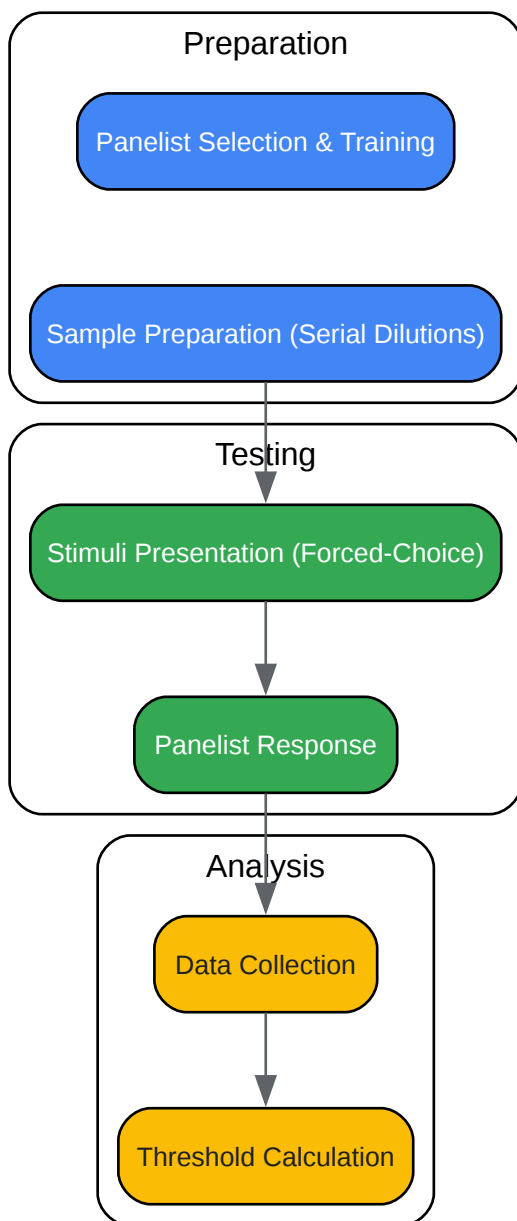 Preparation
Panelist Selection & Training
Sample Preparation (Serial Dilutions)
Testing
Stimuli Presentation (Forced-Choice)
Panelist Response
Analysis
Data Collection
Threshold Calculation